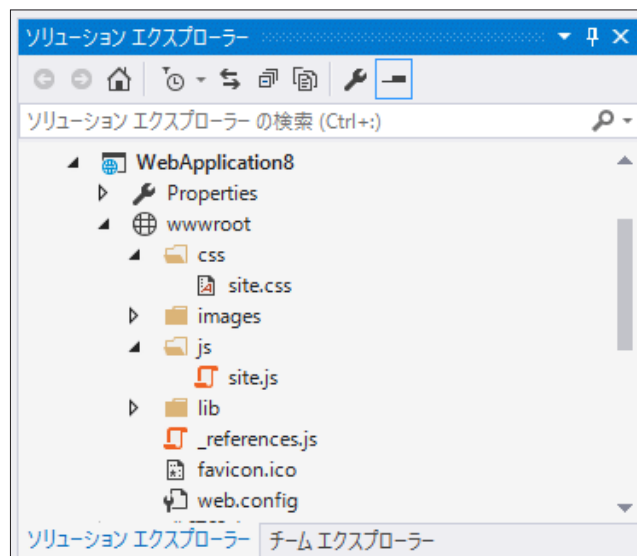 ソリューション エクスプローラー
ソリューション エクスプローラー の検索 (Ctrl+:)
WebApplication8
Properties
wwwroot
css
site.css
images
js
site.js
lib
_references.js
favicon.ico
web.config
ソリューション エクスプローラー チーム エクスプローラー